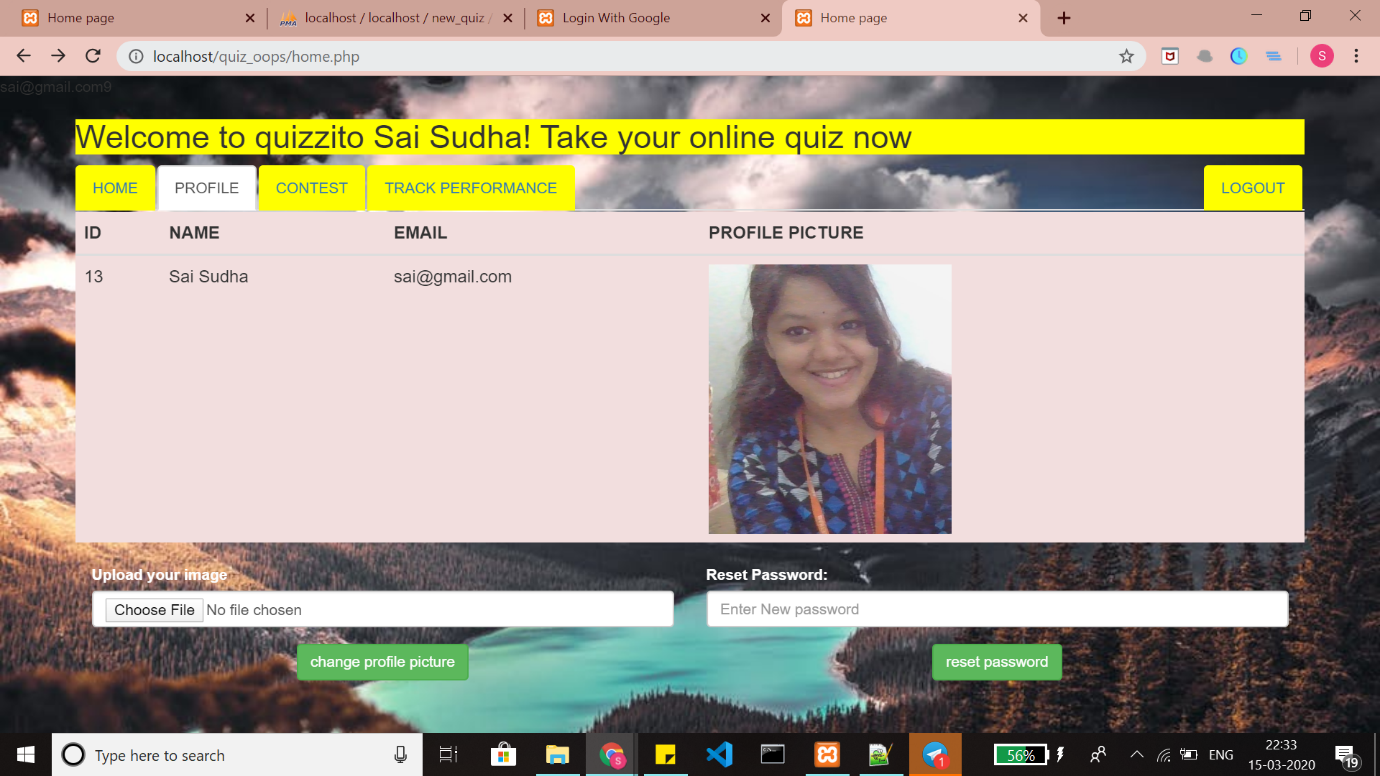 Home page
localhost / localhost / new_quiz /
Login With Google
Home page
localhost/quiz_oops/home.php
S
sai@gmail.com9
Welcome to quizzito Sai Sudha! Take your online quiz now
HOME PROFILE CONTEST TRACK PERFORMANCE LOGOUT
ID NAME EMAIL PROFILE PICTURE
13 Sai Sudha sai@gmail.com
Upload your image Reset Password:
Choose File No file chosen Enter New password
change profile picture reset password
Type here to search
S
1
56%
ENG
22:33
15-03-2020
19